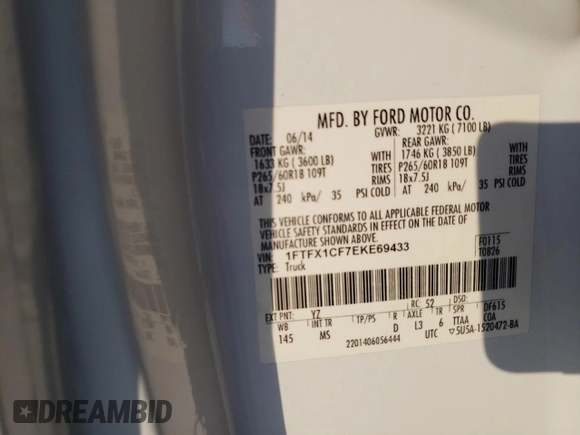 MFD. BY FORD MOTOR CO.
DATE: 06/14 GVWR: 3221 KG ( 7100 LB)
FRONT GAWR: REAR GAWR:
1633 KG ( 3600 LB) WITH 1746 KG ( 3850 LB) WITH
P265/60R18 109T TIRES P265/60R18 109T TIRES
18x7.5J RIMS 18x7.5J RIMS
AT 240 kPa/ 35 PSI COLD AT 240 kPa/ 35 PSI COLD
THIS VEHICLE CONFORMS TO ALL APPLICABLE FEDERAL MOTOR
VEHICLE SAFETY STANDARDS IN EFFECT ON THE DATE OF
MANUFACTURE SHOWN ABOVE.
VIN: 1FTFX1CF7EKE69433 F0115
TYPE: Truck T0826
EXT PNT: YZ RC: 52 DSO:
WB INT TR TP/PS R AXLE TR SPR DF615
145 MS D L3 6 TTAA COA
2201406056444 UTC ▽5U5A-1520472-BA
DREAMBID